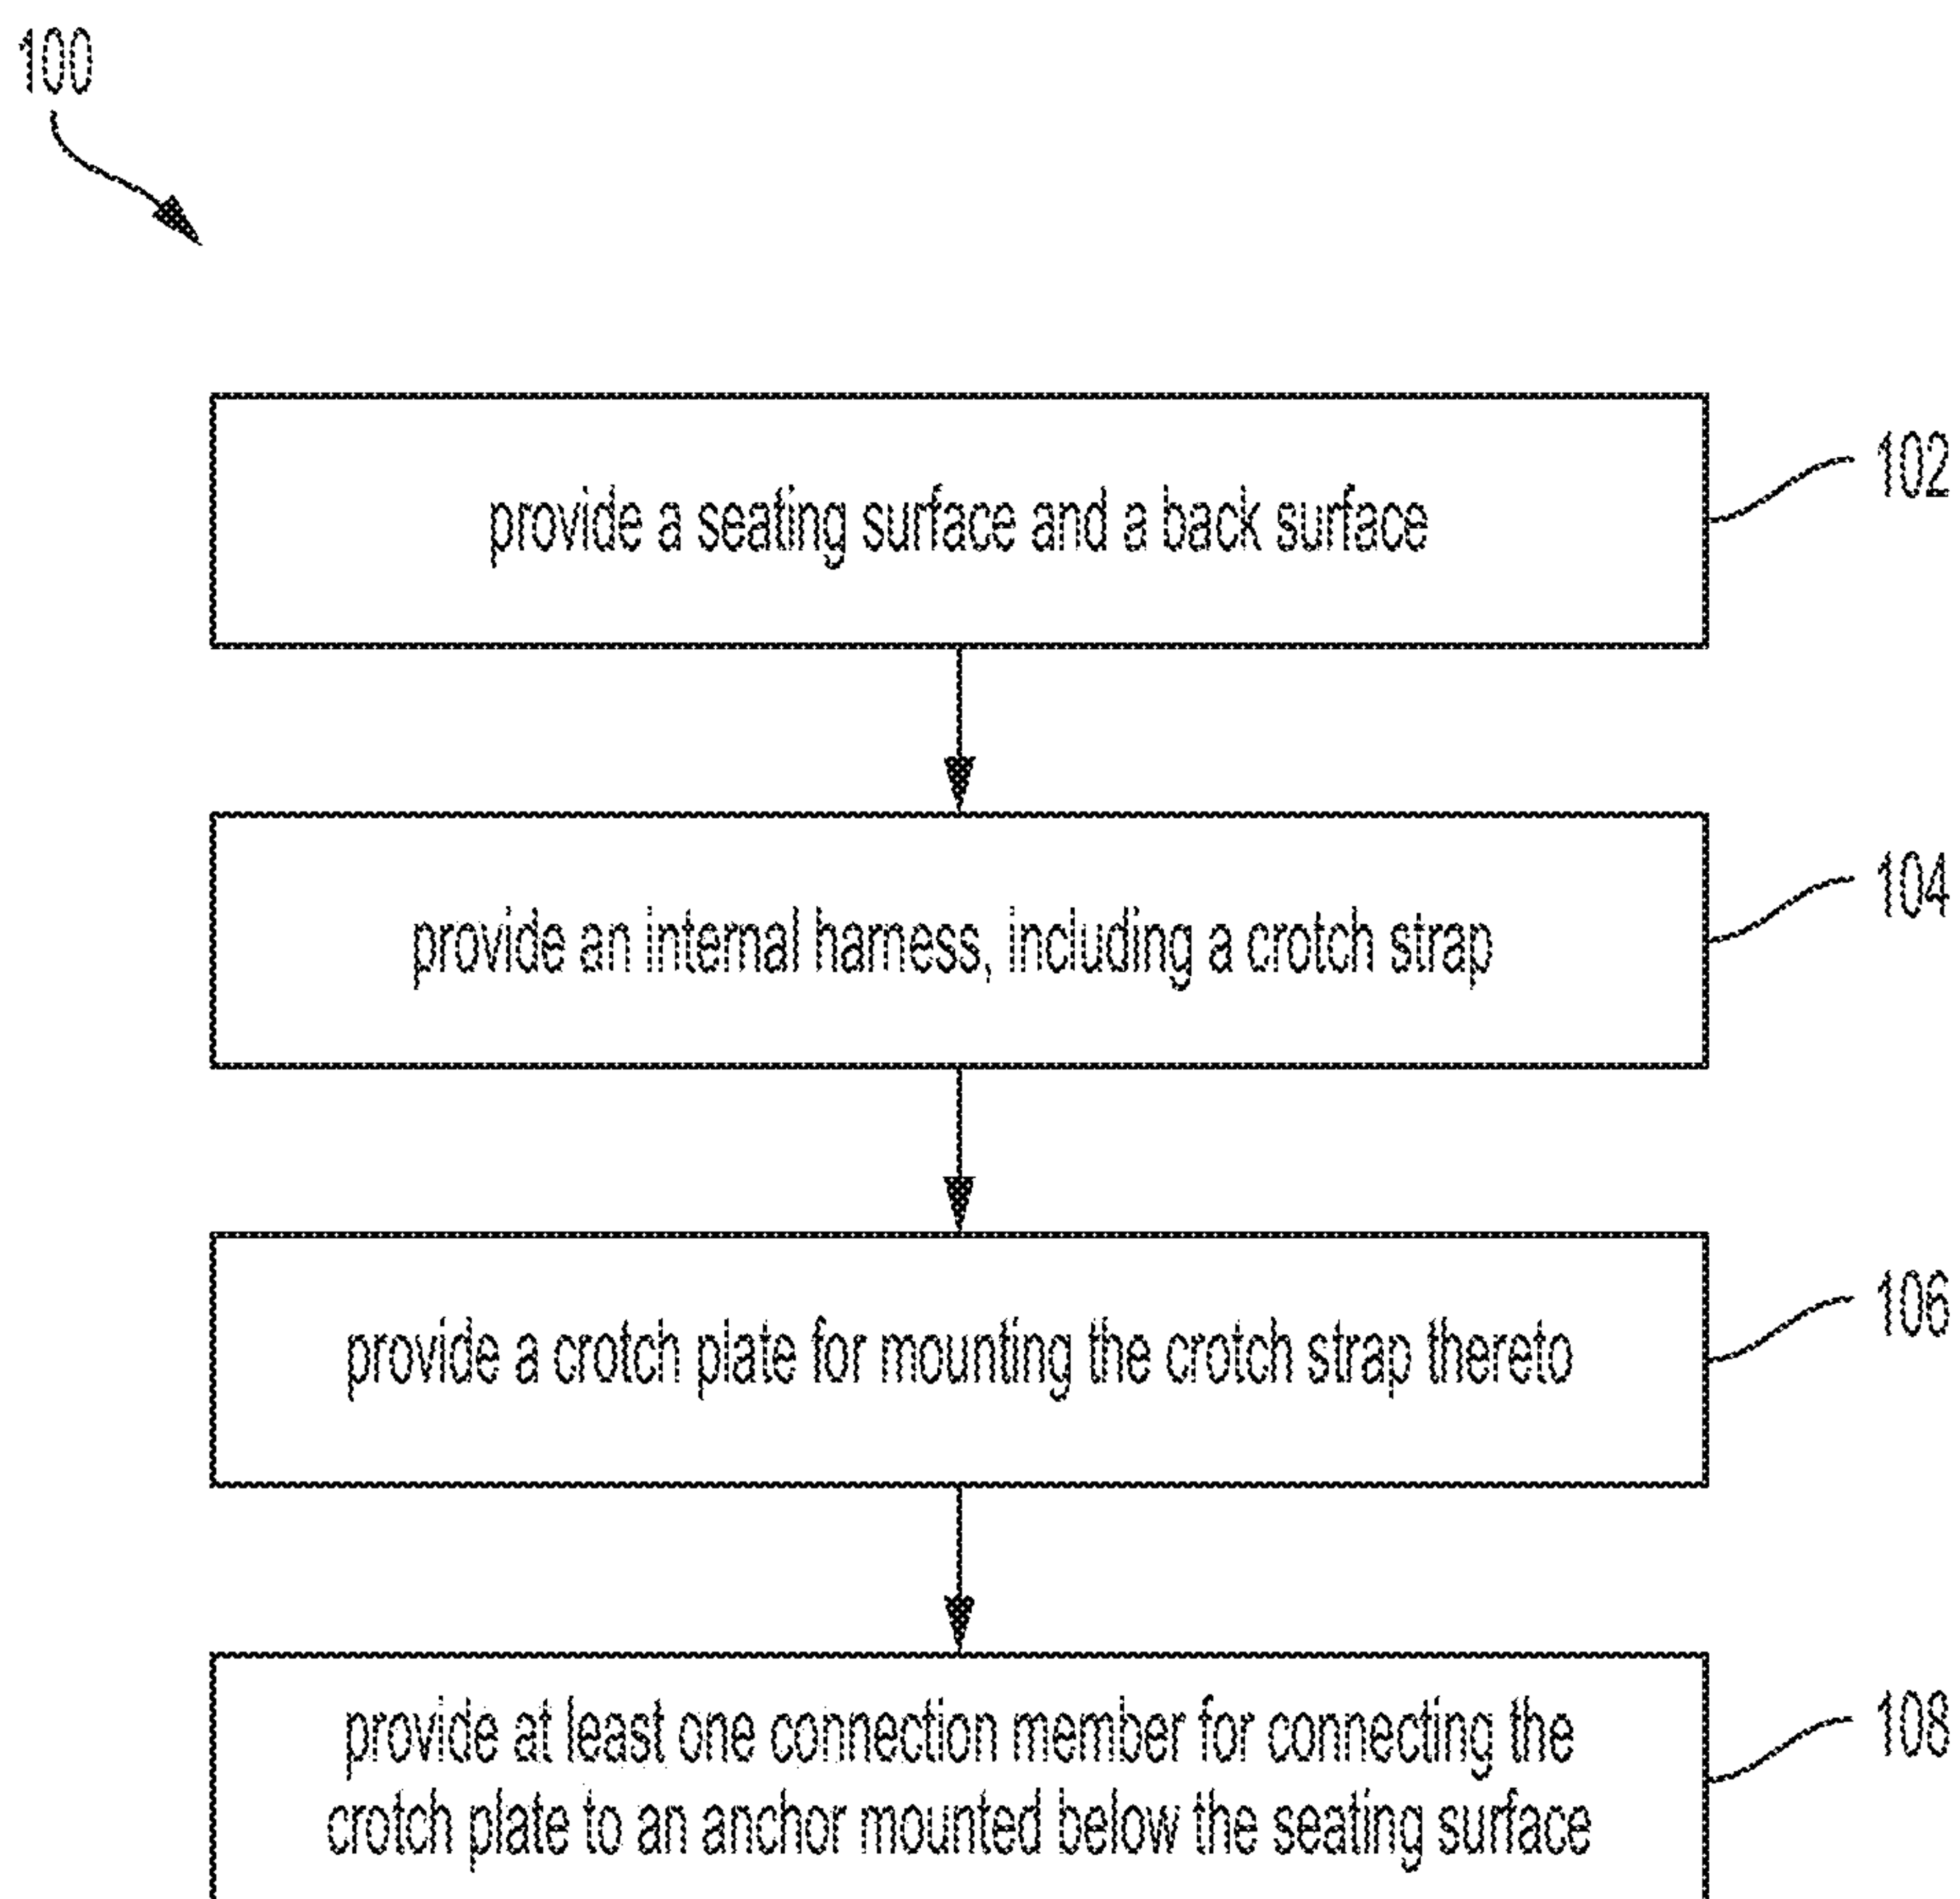 100
provide a seating surface and a back surface
102
provide an internal harness, including a crotch strap
104
provide a crotch plate for mounting the crotch strap thereto
106
provide at least one connection member for connecting the
crotch plate to an anchor mounted below the seating surface
108